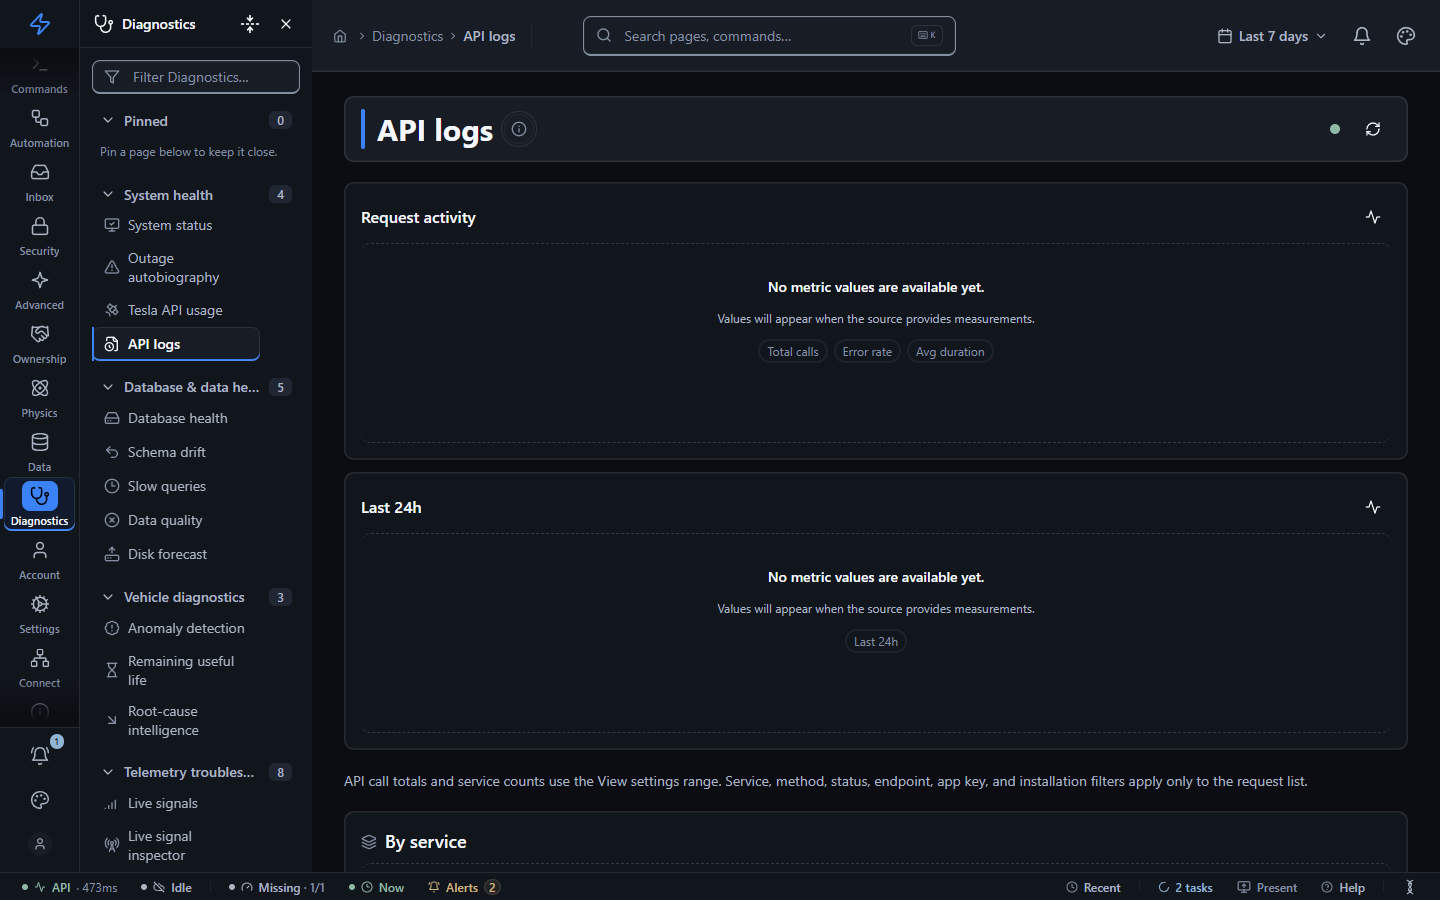 Commands
Automation
Inbox
Security
Advanced
Ownership
Physics
Data
Diagnostics
Account
Settings
Connect
1
Diagnostics
Filter Diagnostics...
Pinned 0
Pin a page below to keep it close.
System health 4
System status
Outage
autobiography
Tesla API usage
API logs
Database & data he... 5
Database health
Schema drift
Slow queries
Data quality
Disk forecast
Vehicle diagnostics 3
Anomaly detection
Remaining useful
life
Root-cause
intelligence
Telemetry troubles... 8
Live signals
Live signal
inspector
Diagnostics > API logs
Search pages, commands... K
Last 7 days
API logs
Request activity
No metric values are available yet.
Values will appear when the source provides measurements.
Total calls Error rate Avg duration
Last 24h
No metric values are available yet.
Values will appear when the source provides measurements.
Last 24h
API call totals and service counts use the View settings range. Service, method, status, endpoint, app key, and installation filters apply only to the request list.
By service
API · 473ms Idle Missing · 1/1 Now Alerts 2 Recent 2 tasks Present Help